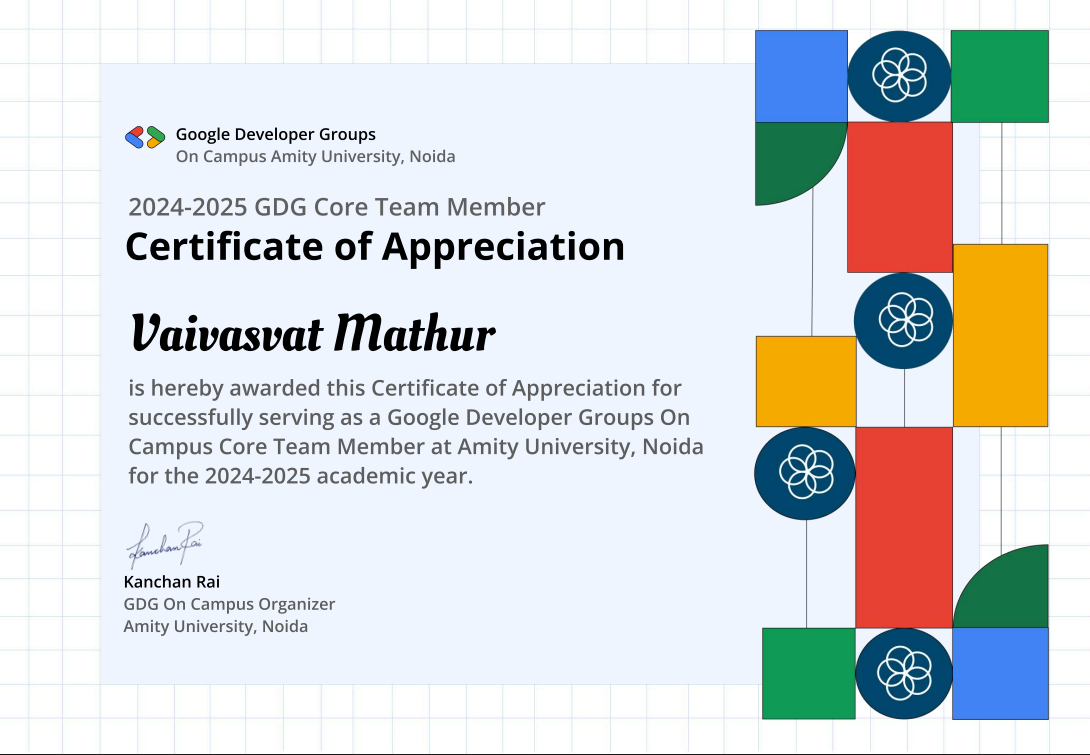 Google Developer Groups
On Campus Amity University, Noida
2024-2025 GDG Core Team Member
Certificate of Appreciation
Vaivasvat Mathur
is hereby awarded this Certificate of Appreciation for
successfully serving as a Google Developer Groups On
Campus Core Team Member at Amity University, Noida
for the 2024-2025 academic year.
Kanchan Rai
Kanchan Rai
GDG On Campus Organizer
Amity University, Noida